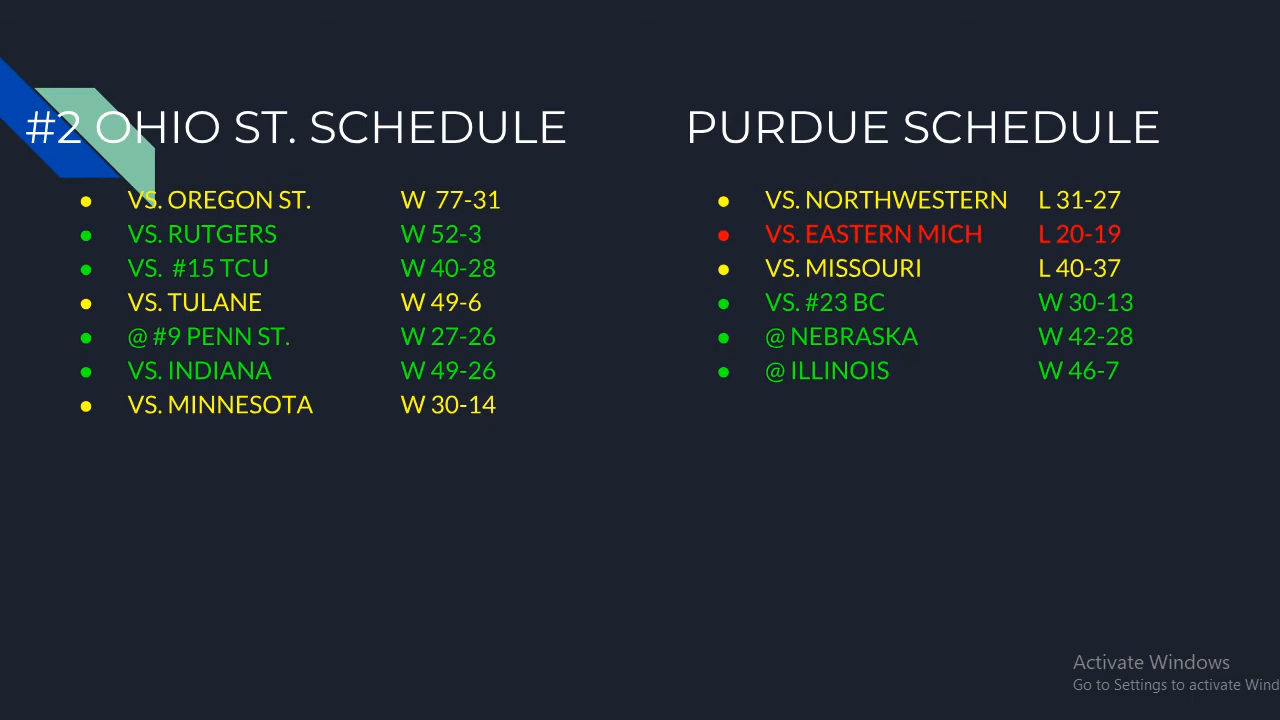 #2 OHIO ST. SCHEDULE
VS. OREGON ST. W 77-31
VS. RUTGERS W 52-3
VS. #15 TCU W 40-28
VS. TULANE W 49-6
@ #9 PENN ST. W 27-26
VS. INDIANA W 49-26
VS. MINNESOTA W 30-14
PURDUE SCHEDULE
VS. NORTHWESTERN L 31-27
VS. EASTERN MICH L 20-19
VS. MISSOURI L 40-37
VS. #23 BC W 30-13
@ NEBRASKA W 42-28
@ ILLINOIS W 46-7
Activate Windows
Go to Settings to activate Wind